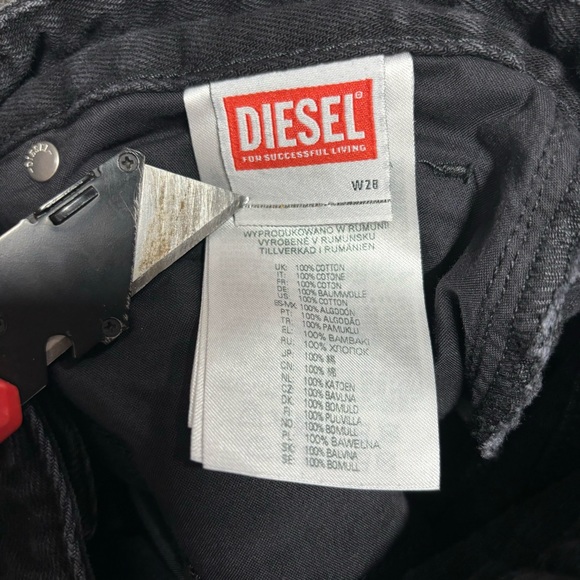 DIESEL®
FOR SUCCESSFUL LIVING
W28
DIESEL
WYPRODUKOWANO W RUMUNII
VYROBENÉ V RUMUNSKU
TILLVERKAD I RUMÄNIEN
UK: 100% COTTON
IT: 100% COTONE
FR: 100% COTON
DE: 100% BAUMWOLLE
US: 100% COTTON
ES-MX: 100% ALGODÓN
PT: 100% ALGODÃO
TR: 100% PAMUKLU
EL: 100% BAMBAKI
RU: 100% ХЛОПОК
JP: 100% 綿
CN: 100% 棉
NL: 100% KATOEN
CZ: 100% BAVLNA
DK: 100% BOMULD
FI: 100% PUUVILLA
NO: 100% BOMULL
PL: 100% BAWEŁNA
SK: 100% BAVLNA
SE: 100% BOMULL